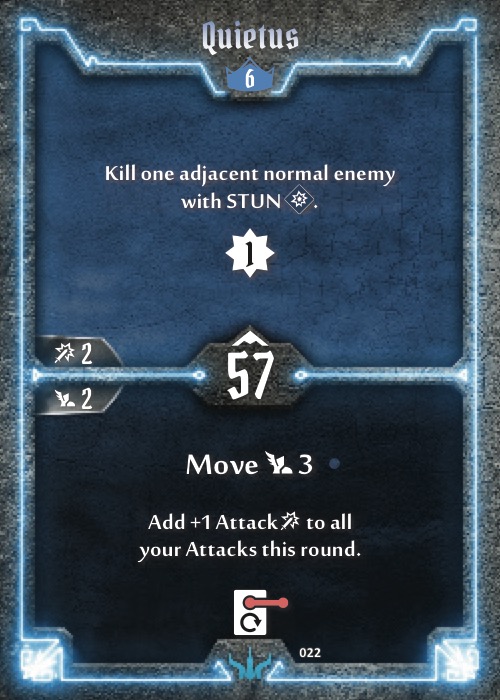 Quietus
6
Kill one adjacent normal enemy
with STUN.
1
2
57
2
Move 3
Add +1 Attack to all
your Attacks this round.
022